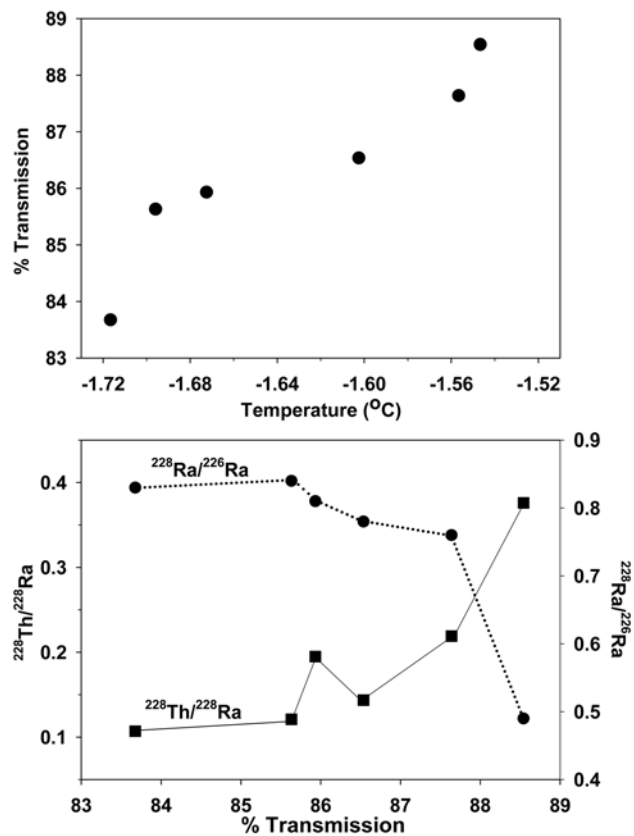 89
88
87
86
85
84
83
% Transmission
-1.72 -1.68 -1.64 -1.60 -1.56 -1.52
Temperature (°C)
0.4
0.3
0.2
0.1
²²⁸Th/²²⁸Ra
0.9
0.8
0.7
0.6
0.5
0.4
²²⁸Ra/²²⁶Ra
²²⁸Ra/²²⁶Ra
²²⁸Th/²²⁸Ra
83 84 85 86 87 88 89
% Transmission